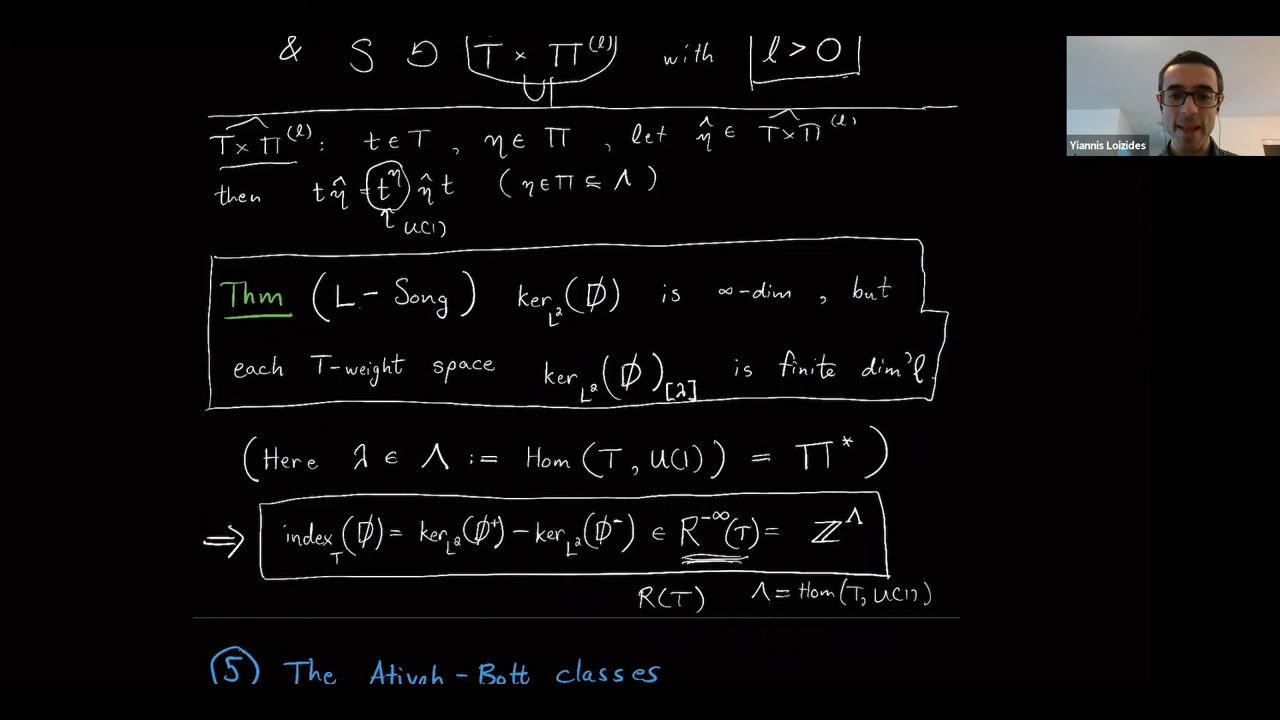 & S ↻ T × Π^(l) with l > 0
T × Π^(l) : t ∈ T , η ∈ Π , let η̂ ∈ T×Π^(l)
then t η̂ = t^η η̂ t ( η ∈ Π ⊆ Λ )
U(1)
Thm (L - Song) ker_L²(D̸) is ∞-dim , but
each T-weight space ker_L²(D̸)_[λ] is finite dim'l.
(Here λ ∈ Λ := Hom (T, U(1)) = Π*)
⇒ index_T(D̸) = ker_L²(D̸⁺) - ker_L²(D̸⁻) ∈ R^-∞(T) = ℤ^Λ
R(T) Λ = Hom(T, U(1))
⑤ The Atiyah - Bott classes
Yiannis Loizides